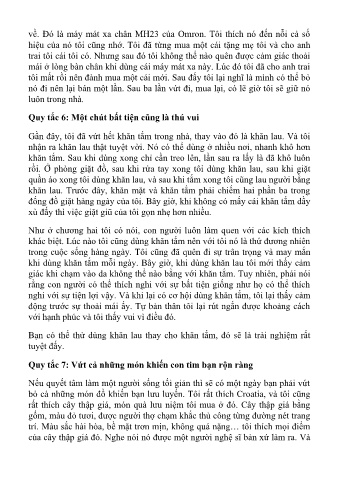 về. Đó là máy mát xa chân MH23 của Omron. Tôi thích nó đến nỗi cả số
hiệu của nó tôi cũng nhớ. Tôi đã từng mua một cái tặng mẹ tôi và cho anh
trai tôi cái tôi có. Nhưng sau đó tôi không thể nào quên được cảm giác thoải
mái ở lòng bàn chân khi dùng cái máy mát xa này. Lúc đó tôi đã cho anh trai
tôi mất rồi nên đành mua một cái mới. Sau đấy tôi lại nghĩ là mình có thể bỏ
nó đi nên lại bán một lần. Sau ba lần vứt đi, mua lại, có lẽ giờ tôi sẽ giữ nó
luôn trong nhà.
Quy tắc 6: Một chút bất tiện cũng là thú vui
Gần đây, tôi đã vứt hết khăn tắm trong nhà, thay vào đó là khăn lau. Và tôi
nhận ra khăn lau thật tuyệt vời. Nó có thể dùng ở nhiều nơi, nhanh khô hơn
khăn tắm. Sau khi dùng xong chỉ cần treo lên, lần sau ra lấy là đã khô luôn
rồi. Ở phòng giặt đồ, sau khi rửa tay xong tôi dùng khăn lau, sau khi giặt
quần áo xong tôi dùng khăn lau, và sau khi tắm xong tôi cũng lau người bằng
khăn lau. Trước đây, khăn mặt và khăn tắm phải chiếm hai phần ba trong
đống đồ giặt hàng ngày của tôi. Bây giờ, khi không có mấy cái khăn tắm dầy
xù đấy thì việc giặt giũ của tôi gọn nhẹ hơn nhiều.
Như ở chương hai tôi có nói, con người luôn làm quen với các kích thích
khác biệt. Lúc nào tôi cũng dùng khăn tắm nên với tôi nó là thứ đương nhiên
trong cuộc sống hàng ngày. Tôi cũng đã quên đi sự trân trọng và may mắn
khi dùng khăn tắm mỗi ngày. Bây giờ, khi dùng khăn lau tôi mới thấy cảm
giác khi chạm vào da không thể nào bằng với khăn tắm. Tuy nhiên, phải nói
rằng con người có thể thích nghi với sự bất tiện giống như họ có thể thích
nghi với sự tiện lợi vậy. Và khi lại có cơ hội dùng khăn tắm, tôi lại thấy cảm
động trước sự thoải mái ấy. Tự bản thân tôi lại rút ngắn được khoảng cách
với hạnh phúc và tôi thấy vui vì điều đó.
Bạn có thể thử dùng khăn lau thay cho khăn tắm, đó sẽ là trải nghiệm rất
tuyệt đấy.
Quy tắc 7: Vứt cả những món khiến con tim bạn rộn ràng
Nếu quyết tâm làm một người sống tối giản thì sẽ có một ngày bạn phải vứt
bỏ cả những món đồ khiến bạn lưu luyến. Tôi rất thích Croatia, và tôi cũng
rất thích cây thập giá, món quà lưu niệm tôi mua ở đó. Cây thập giá bằng
gốm, màu đỏ tươi, được người thợ chạm khắc thủ công từng đường nét trang
trí. Màu sắc hài hòa, bề mặt trơn mịn, không quá nặng… tôi thích mọi điểm
của cây thập giá đó. Nghe nói nó được một người nghệ sĩ bản xứ làm ra. Và